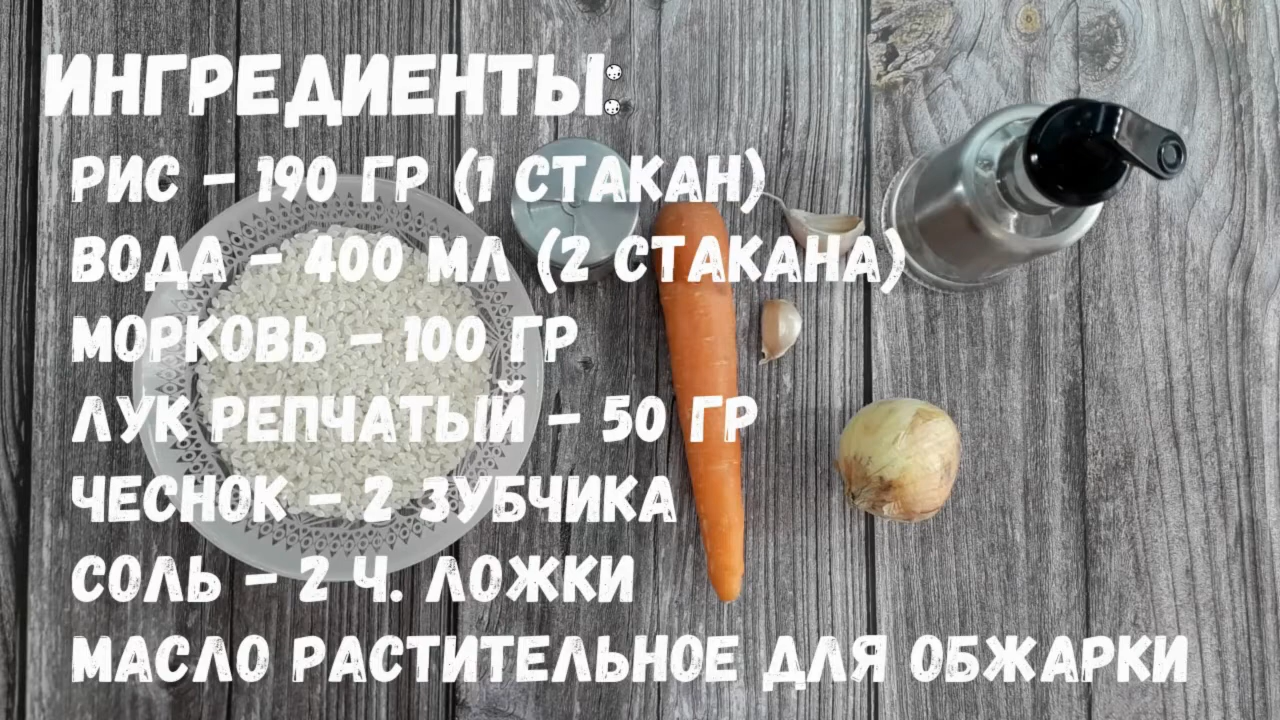 ИНГРЕДИЕНТЫ:
РИС – 190 ГР (1 СТАКАН)
ВОДА – 400 МЛ (2 СТАКАНА)
МОРКОВЬ – 100 ГР
ЛУК РЕПЧАТЫЙ – 50 ГР
ЧЕСНОК – 2 ЗУБЧИКА
СОЛЬ – 2 Ч. ЛОЖКИ
МАСЛО РАСТИТЕЛЬНОЕ ДЛЯ ОБЖАРКИ